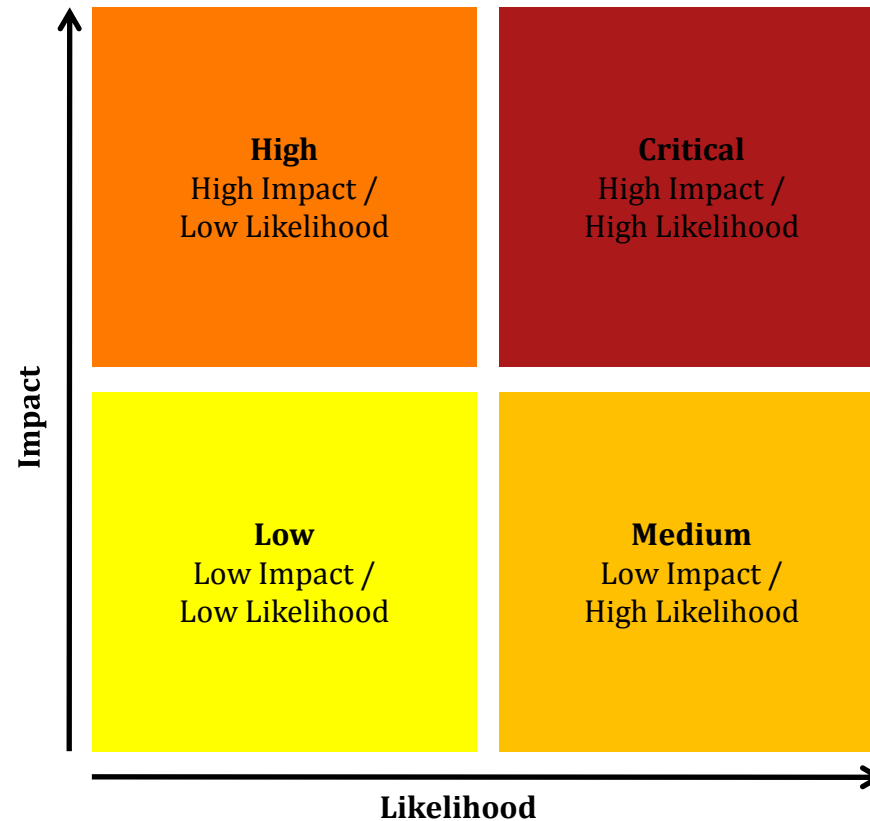 High
High Impact /
Low Likelihood
Critical
High Impact /
High Likelihood
Impact
Low
Low Impact /
Low Likelihood
Medium
Low Impact /
High Likelihood
Likelihood